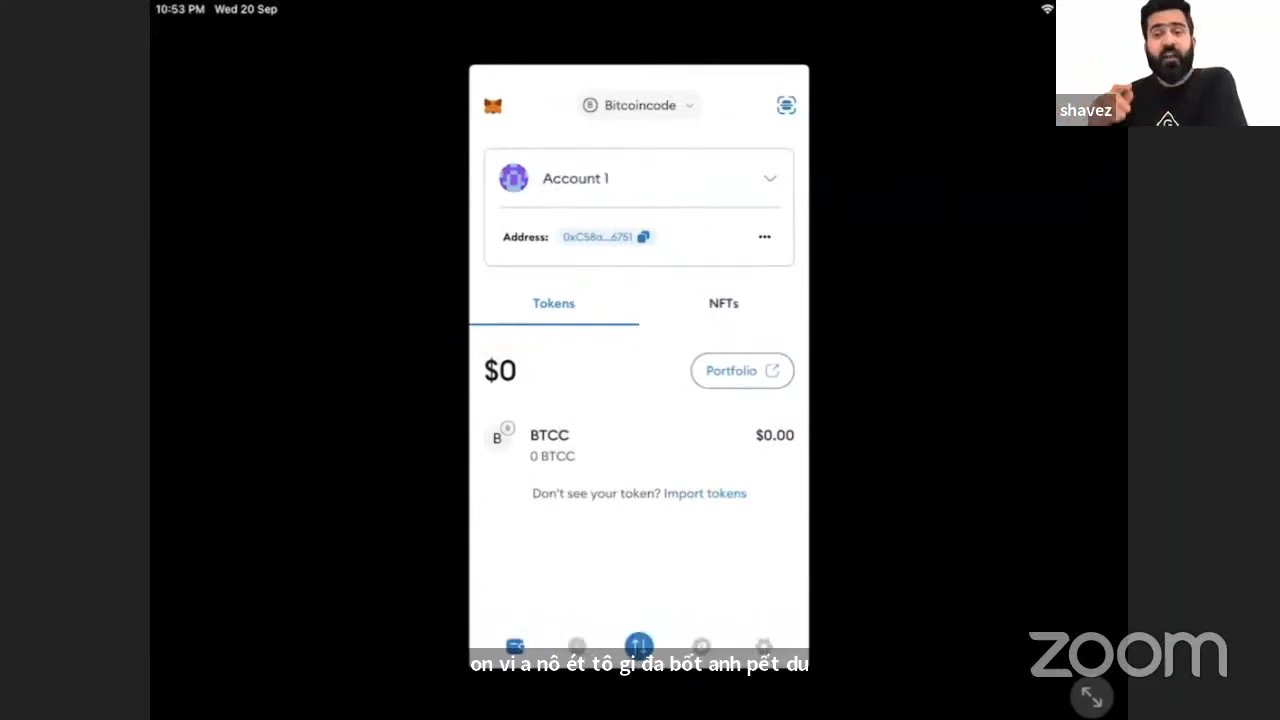 10:53 PM Wed 20 Sep
shavez
Bitcoincode
Account 1
Address: 0xC58a...6751
Tokens NFTs
$0 Portfolio
B B BTCC $0.00
0 BTCC
Don't see your token? Import tokens
on vi a nô ét tô gi đa bốt anh pết du
zoom